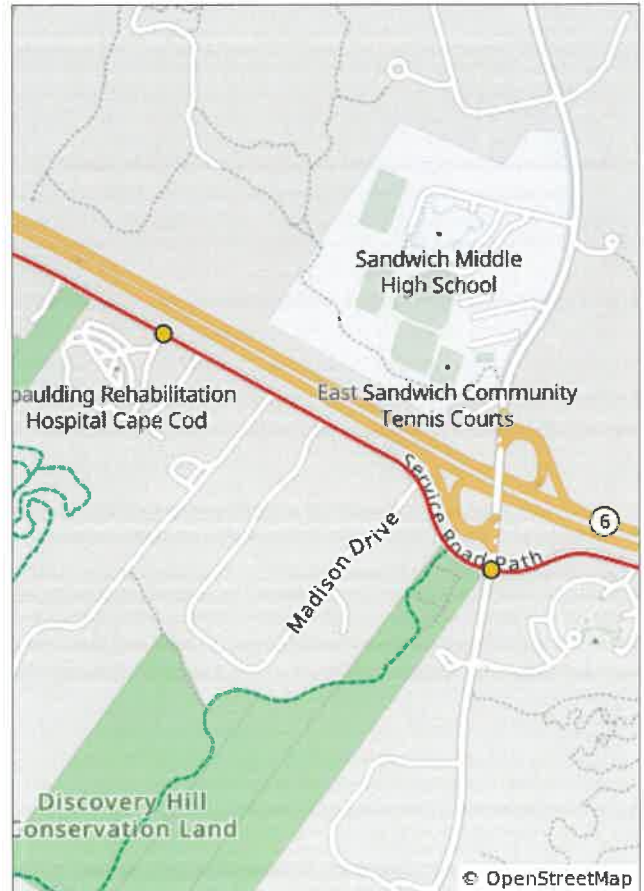 Sandwich Middle
High School
paulding Rehabilitation
Hospital Cape Cod
East Sandwich Community
Tennis Courts
Service Road Path
6
Madison Drive
Discovery Hill
Conservation Land
© OpenStreetMap